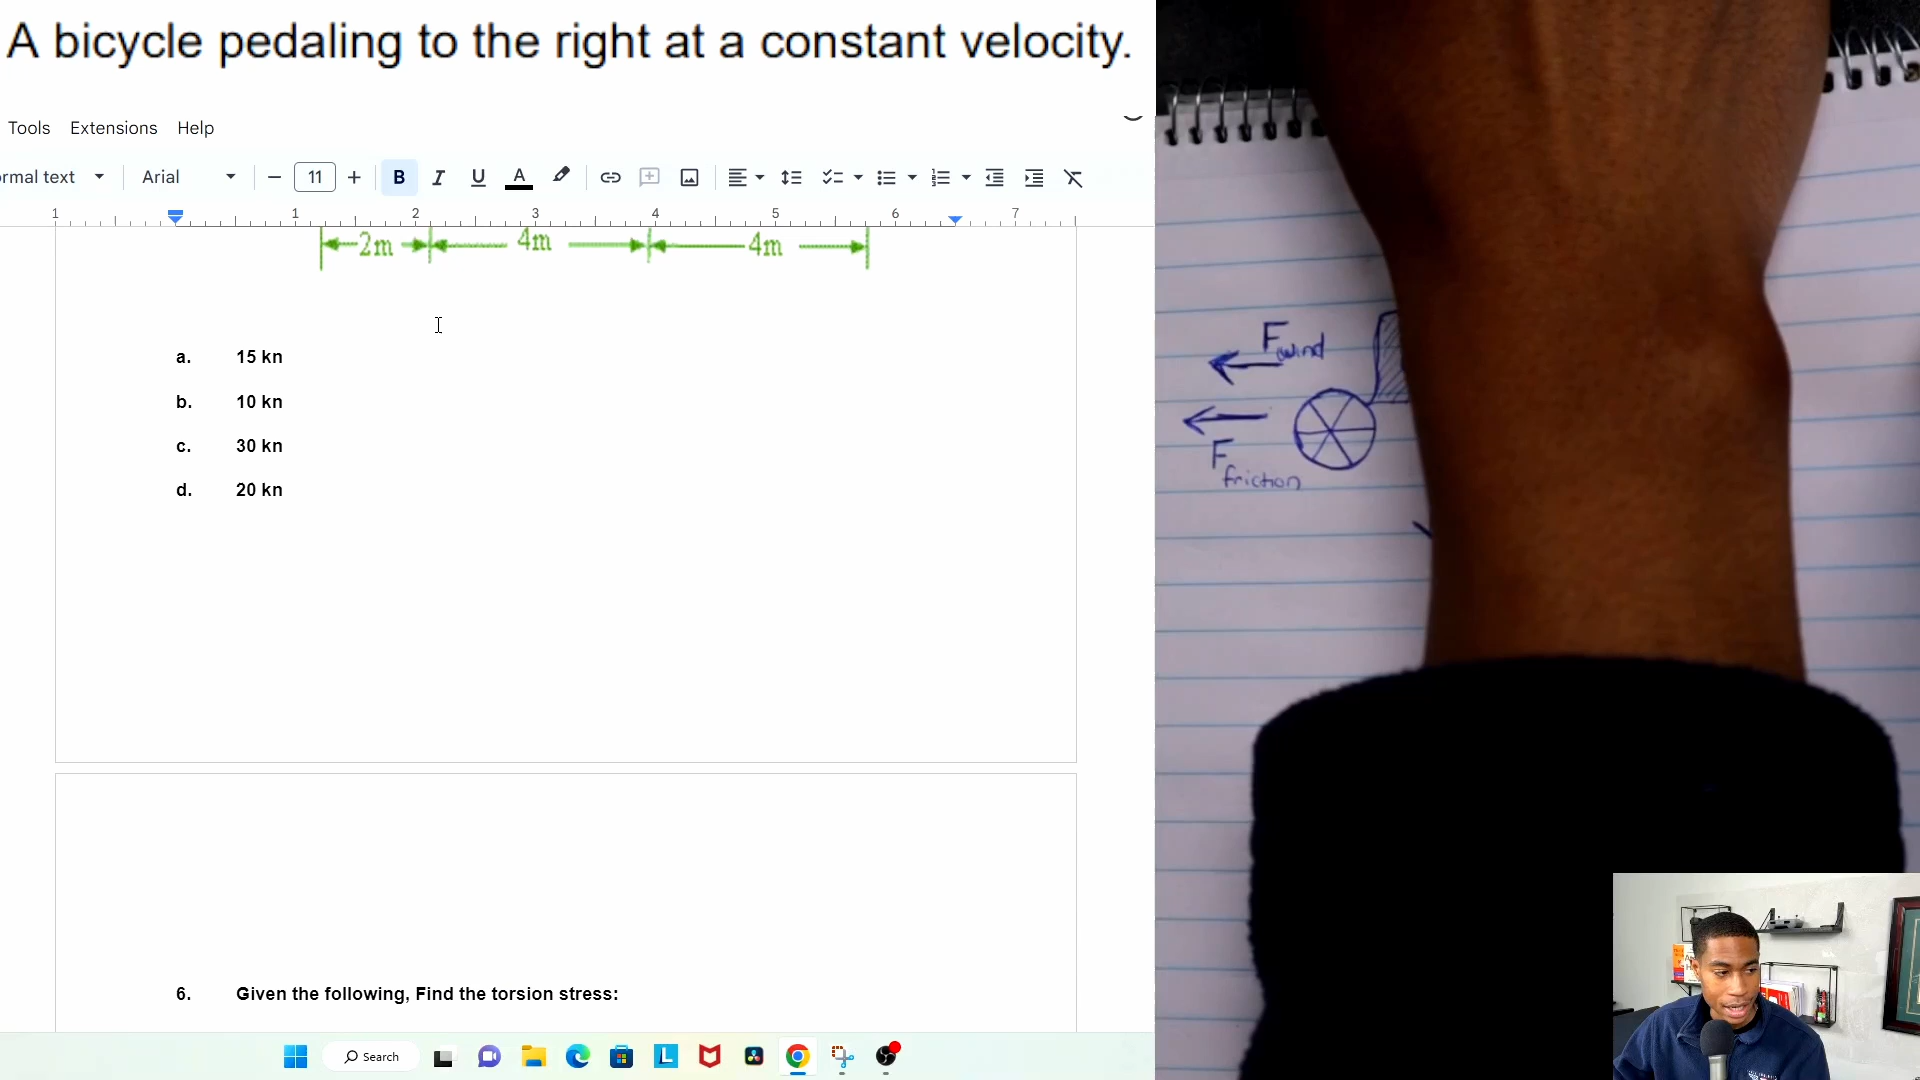 A bicycle pedaling to the right at a constant velocity.
Tools Extensions Help
rmal text Arial 11 B I U A
1 1 2 3 4 5 6 7
2m 4m 4m
a. 15 kn
b. 10 kn
c. 30 kn
d. 20 kn
6. Given the following, Find the torsion stress:
Search
F wind
F friction